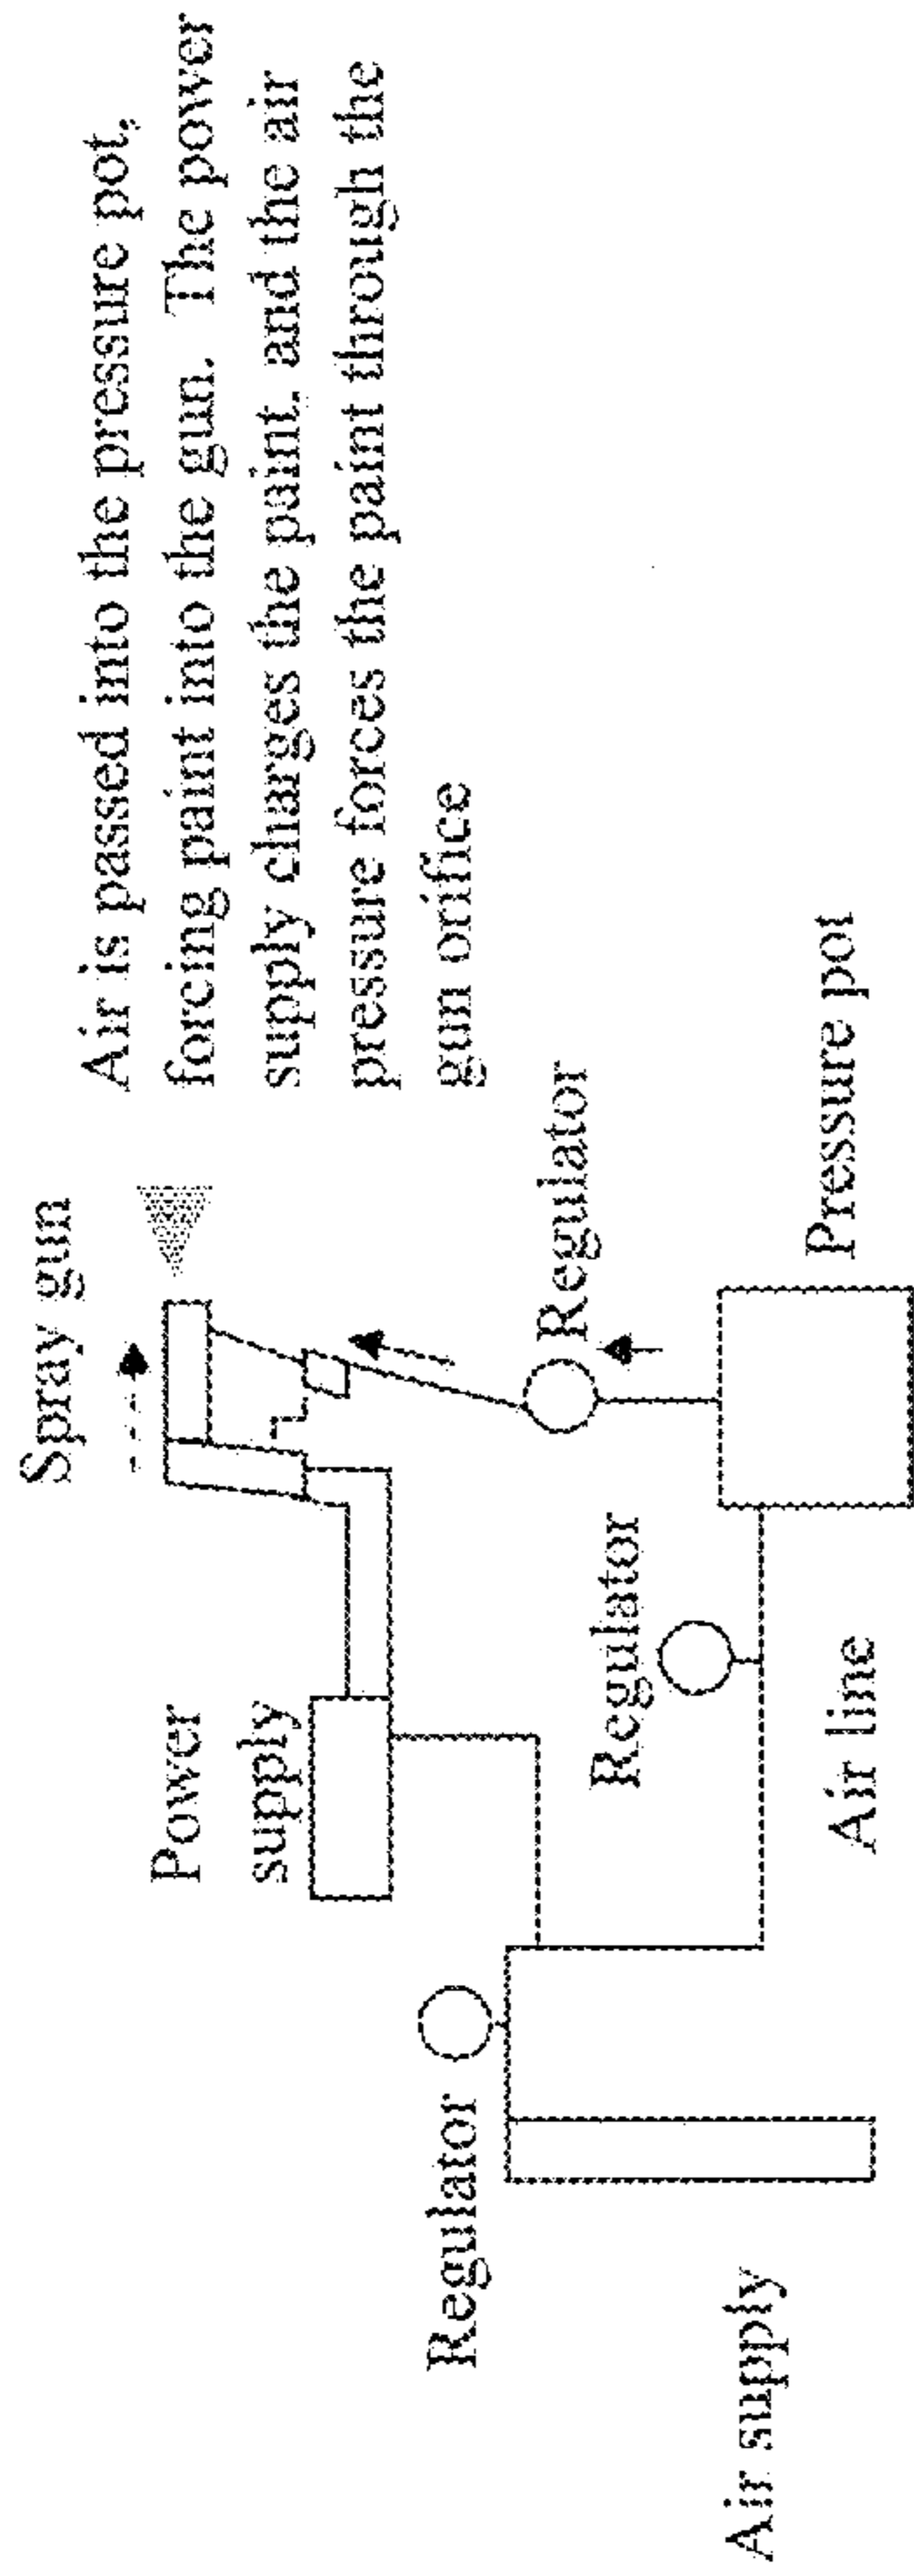 Spray gun
Air is passed into the pressure pot,
forcing paint into the gun. The power
supply charges the paint, and the air
pressure forces the paint through the
gun orifice
Power
supply
Regulator
Regulator
Regulator
Pressure pot
Air line
Air supply